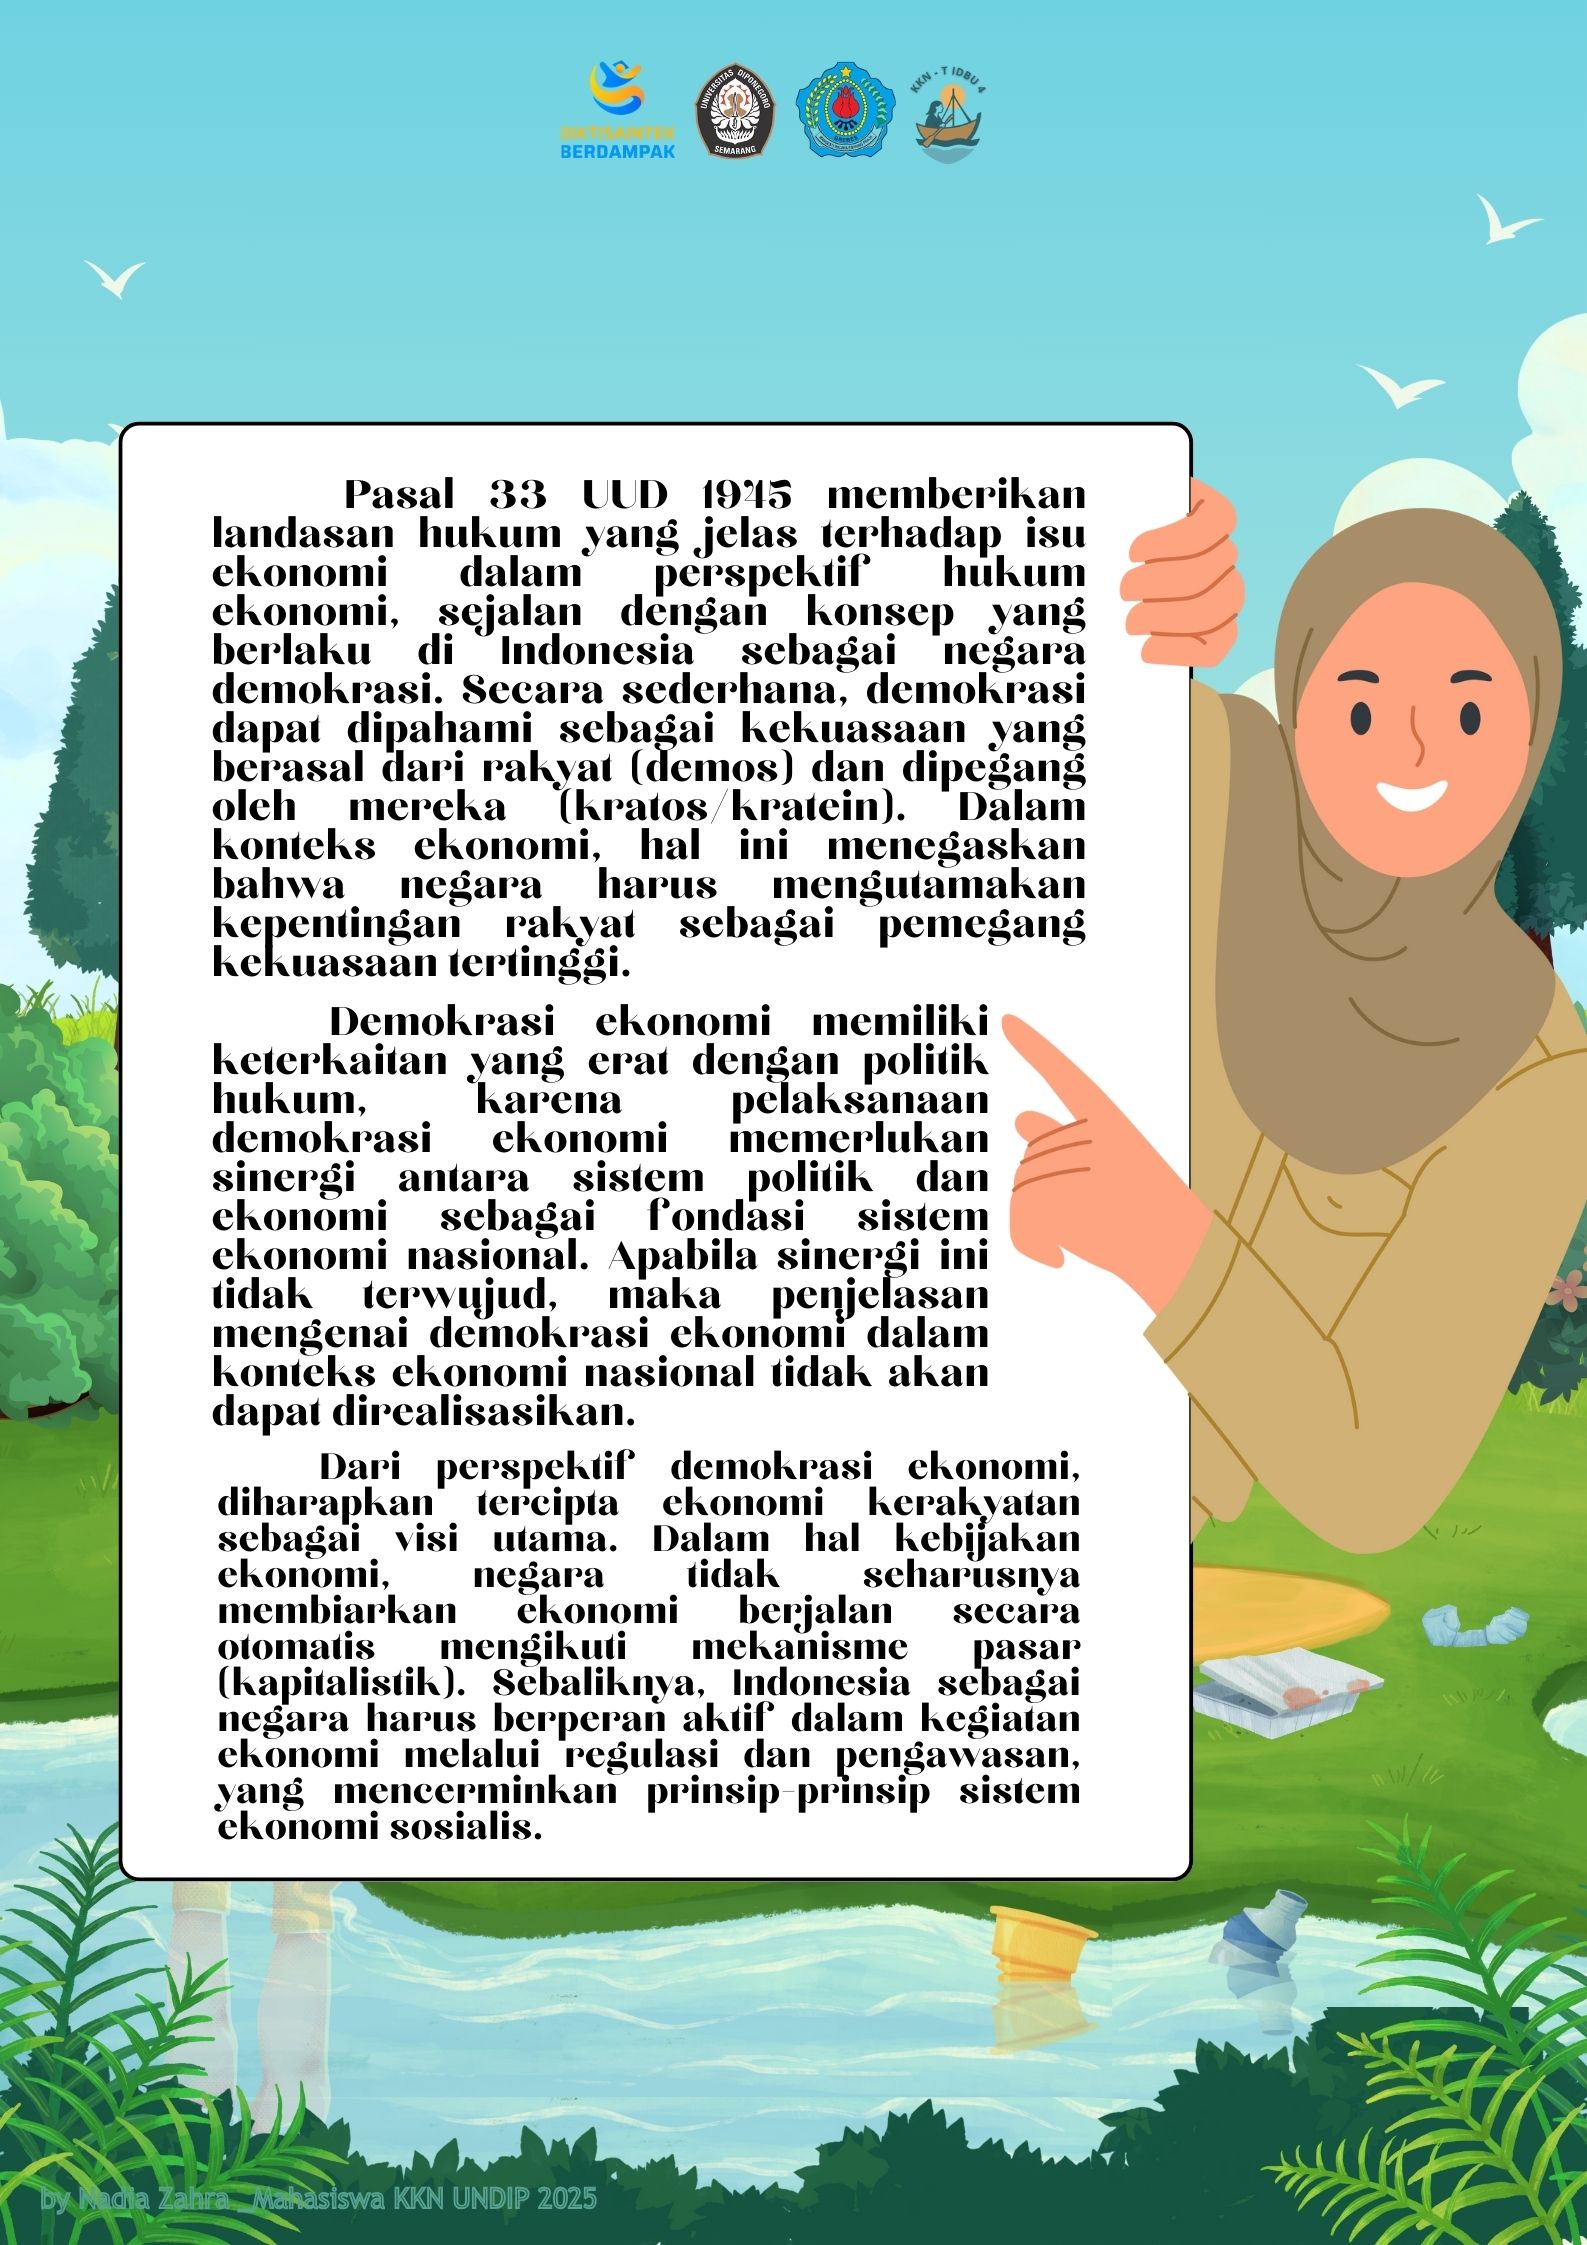 DIKTISAINTEK
BERDAMPAK
UNIVERSITAS DIPONEGORO
SEMARANG
BREBES
KKN - T IDBU 4
Pasal 33 UUD 1945 memberikan
landasan hukum yang jelas terhadap isu
ekonomi dalam perspektif hukum
ekonomi, sejalan dengan konsep yang
berlaku di Indonesia sebagai negara
demokrasi. Secara sederhana, demokrasi
dapat dipahami sebagai kekuasaan yang
berasal dari rakyat (demos) dan dipegang
oleh mereka (kratos/kratein). Dalam
konteks ekonomi, hal ini menegaskan
bahwa negara harus mengutamakan
kepentingan rakyat sebagai pemegang
kekuasaan tertinggi.
Demokrasi ekonomi memiliki
keterkaitan yang erat dengan politik
hukum, karena pelaksanaan
demokrasi ekonomi memerlukan
sinergi antara sistem politik dan
ekonomi sebagai fondasi sistem
ekonomi nasional. Apabila sinergi ini
tidak terwujud, maka penjelasan
mengenai demokrasi ekonomi dalam
konteks ekonomi nasional tidak akan
dapat direalisasikan.
Dari perspektif demokrasi ekonomi,
diharapkan tercipta ekonomi kerakyatan
sebagai visi utama. Dalam hal kebijakan
ekonomi, negara tidak seharusnya
membiarkan ekonomi berjalan secara
otomatis mengikuti mekanisme pasar
(kapitalistik). Sebaliknya, Indonesia sebagai
negara harus berperan aktif dalam kegiatan
ekonomi melalui regulasi dan pengawasan,
yang mencerminkan prinsip-prinsip sistem
ekonomi sosialis.
by Nadia Zahra _Mahasiswa KKN UNDIP 2025